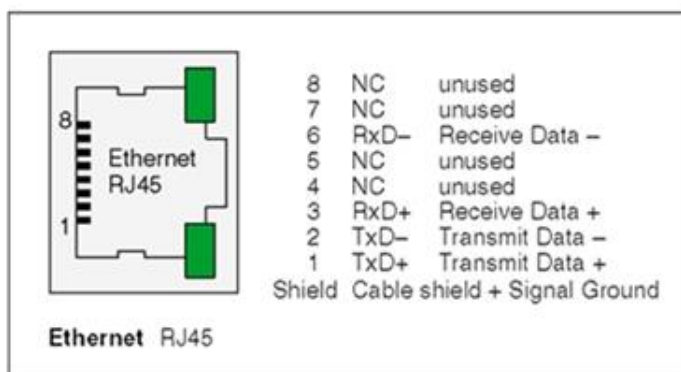 8
Ethernet
RJ45
1
8 NC unused
7 NC unused
6 RxD– Receive Data –
5 NC unused
4 NC unused
3 RxD+ Receive Data +
2 TxD– Transmit Data –
1 TxD+ Transmit Data +
Shield Cable shield + Signal Ground
Ethernet RJ45